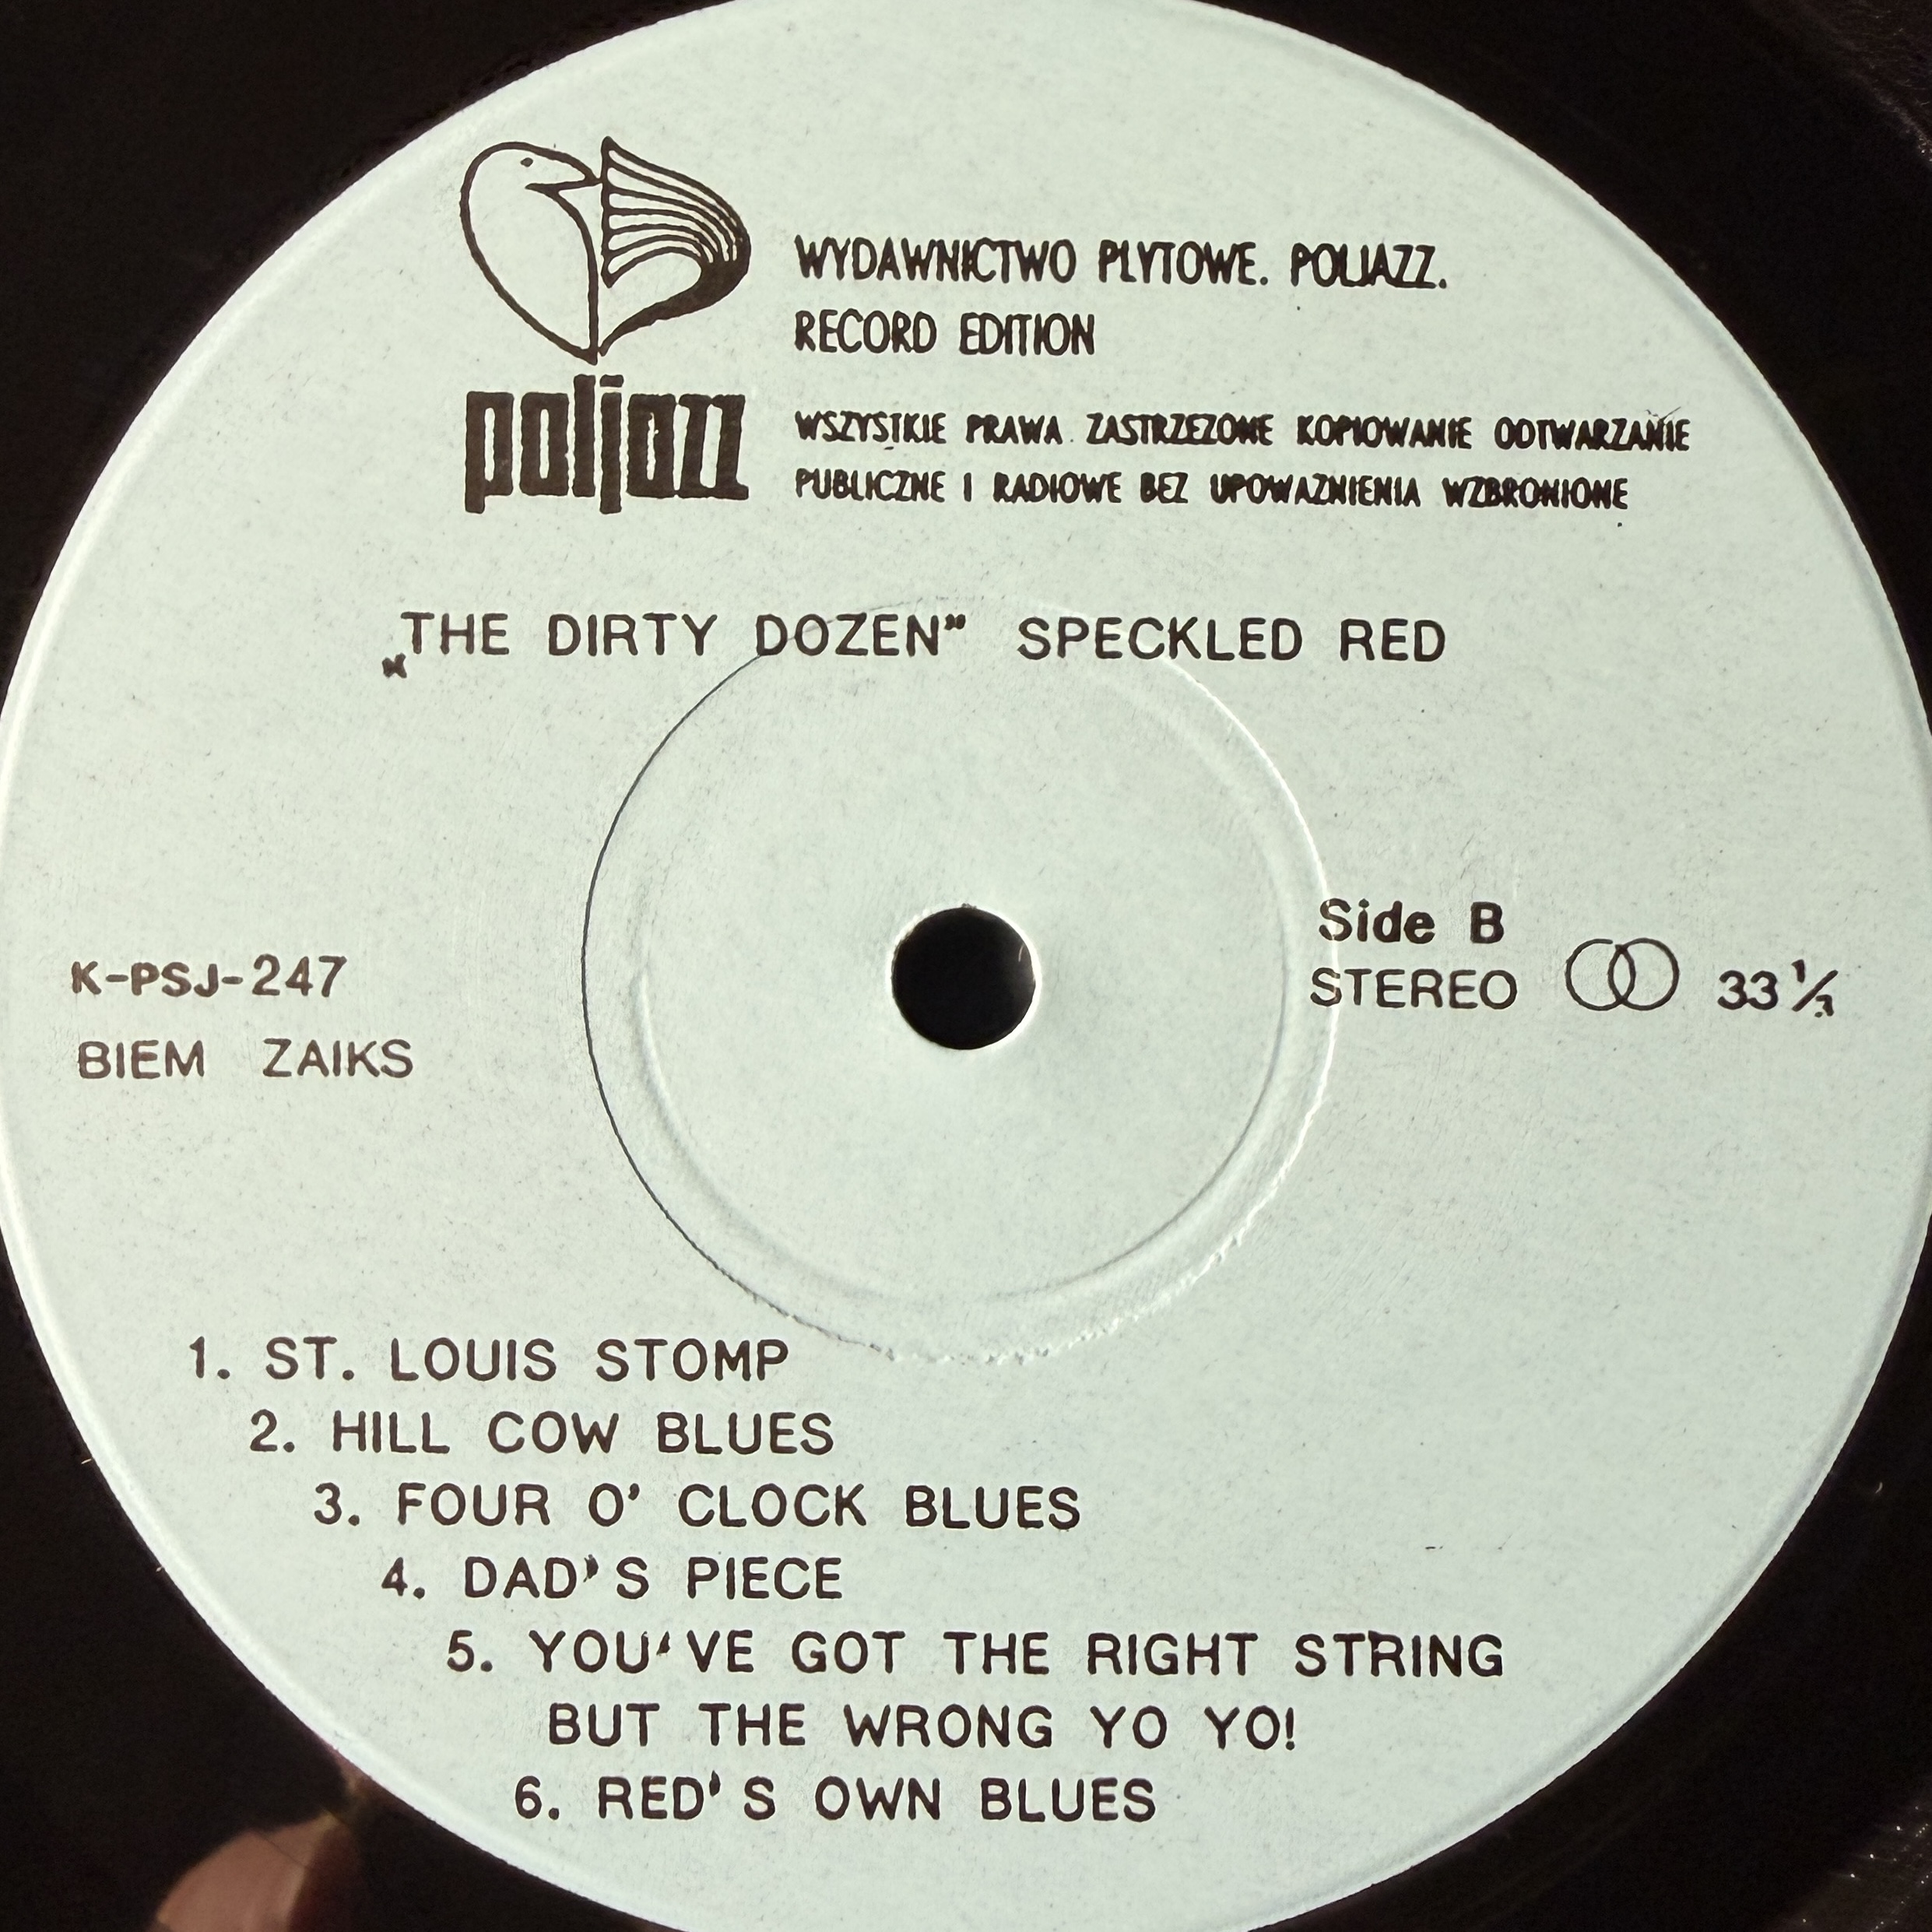 WYDAWNICTWO PŁYTOWE. POLJAZZ.
RECORD EDITION
poljazz
WSZYSTKIE PRAWA ZASTRZEZONE KOPIOWANIE ODTWARZANIE
PUBLICZNE I RADIOWE BEZ UPOWAZNIENIA WZBRONIONE
„THE DIRTY DOZEN” SPECKLED RED
Side B
K-PSJ-247
STEREO 33 1/3
BIEM ZAIKS
1. ST. LOUIS STOMP
2. HILL COW BLUES
3. FOUR O' CLOCK BLUES
4. DAD'S PIECE
5. YOU'VE GOT THE RIGHT STRING
BUT THE WRONG YO YO!
6. RED'S OWN BLUES